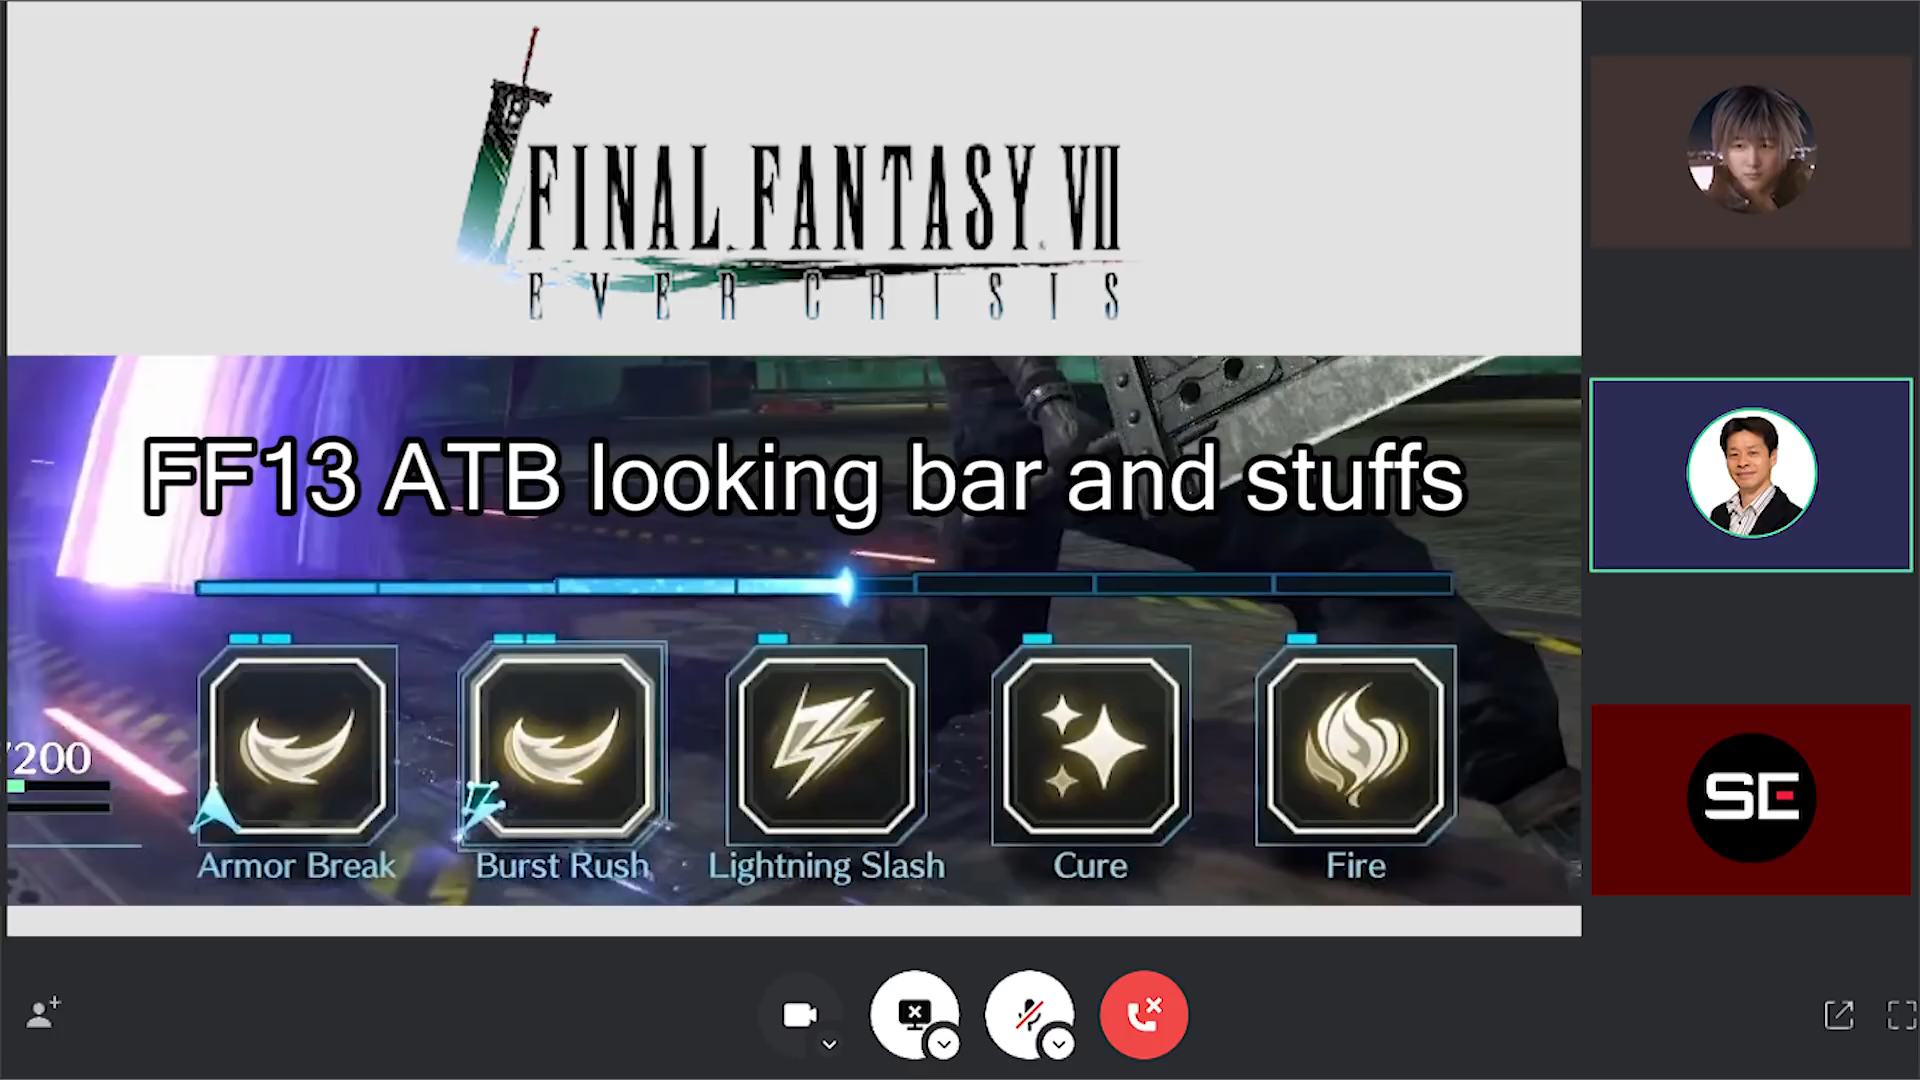 FINAL FANTASY VII
EVER CRISIS
FF13 ATB looking bar and stuffs
/200
Armor Break
Burst Rush
Lightning Slash
Cure
Fire
SE